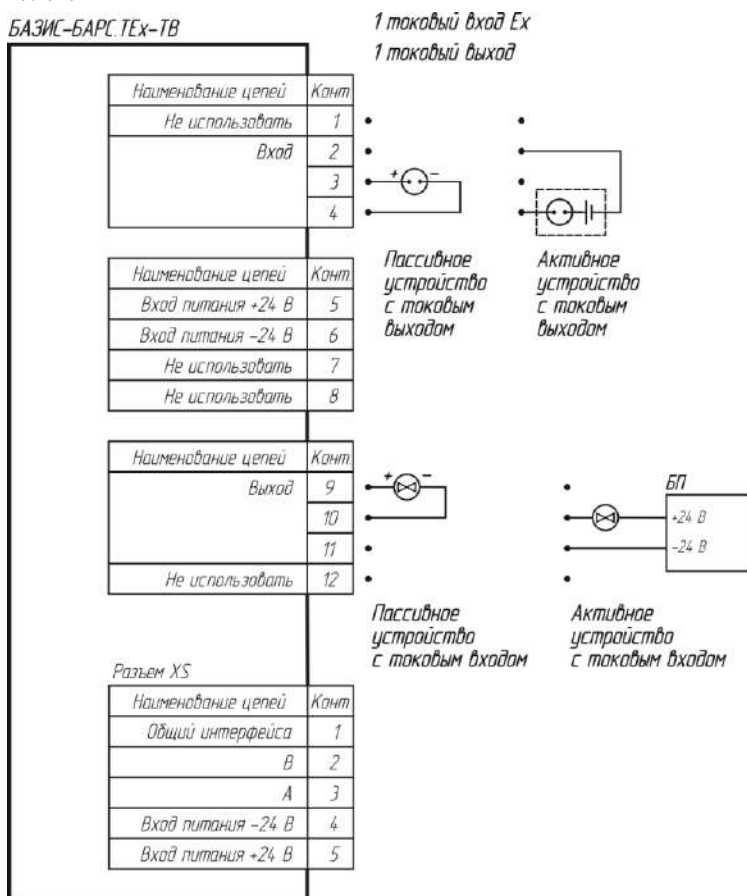 БАЗИС-БАРС.ТЕх-ТВ
1 токовый вход Ех
1 токовый выход
Наименование цепей Конт.
Не использовать 1
Вход 2
3
4
+ −
Пассивное
устройство
с токовым
выходом
Активное
устройство
с токовым
выходом
Наименование цепей Конт.
Вход питания +24 В 5
Вход питания −24 В 6
Не использовать 7
Не использовать 8
Наименование цепей Конт.
Выход 9
10
11
Не использовать 12
+ −
БП
+24 В
−24 В
Пассивное
устройство
с токовым входом
Активное
устройство
с токовым входом
Разъем XS
Наименование цепей Конт.
Общий интерфейса 1
В 2
А 3
Вход питания −24 В 4
Вход питания +24 В 5